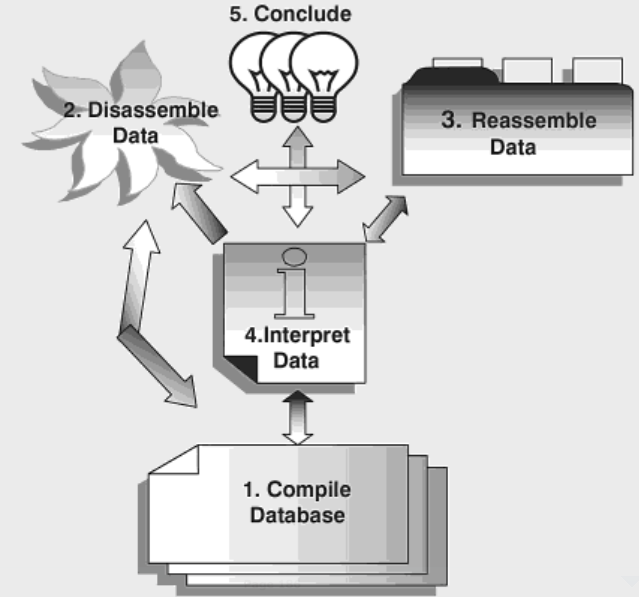 5. Conclude
2. Disassemble
Data
3. Reassemble
Data
i
4.Interpret
Data
1. Compile
Database